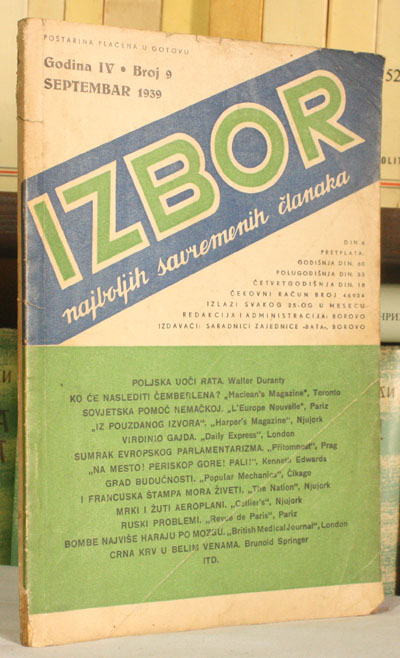 POŠTARINA PLAĆENA U GOTOVU
Godina IV • Broj 9
SEPTEMBAR 1939
IZBOR
najboljih savremenih članaka
DIN 6
PRETPLATA:
GODIŠNJA DIN. 60
POLUGODIŠNJA DIN. 33
ČETVRTGODIŠNJA DIN. 18
ČEKOVNI RAČUN BROJ
IZLAZI SVAKOG 25-OG U MESECU
REDAKCIJA I ADMINISTRACIJA: BOROVO
IZDAVAČI: SARADNICI ZAJEDNICE »BATA«, BOROVO
POLJSKA UOČI RATA. Walter Duranty
KO ĆE NASLEDITI ČEMBERLENA? „Maclean's Magazine", Toronto
SOVJETSKA POMOĆ NEMAČKOJ. „L'Europe Nouvelle", Pariz
„IZ POUZDANOG IZVORA". „Harper's Magazine", Njujork
VIRDINIO GAJDA. „Daily Express", London
SUMRAK EVROPSKOG PARLAMENTARIZMA. „Přítomnost", Prag
„NA MESTO! PERISKOP GORE! PALI!" Kenneth Edwards
GRAD BUDUĆNOSTI. „Popular Mechanics", Čikago
I FRANCUSKA ŠTAMPA MORA ŽIVETI. „The Nation", Njujork
MRKI I ŽUTI AEROPLANI. „Collier's", Njujork
RUSKI PROBLEMI. „Revue de Paris", Pariz
BOMBE NAJVIŠE HARAJU PO MOZGU. „British Medical Journal", London
CRNA KRV U BELIM VENAMA. Brunold Springer
ITD.